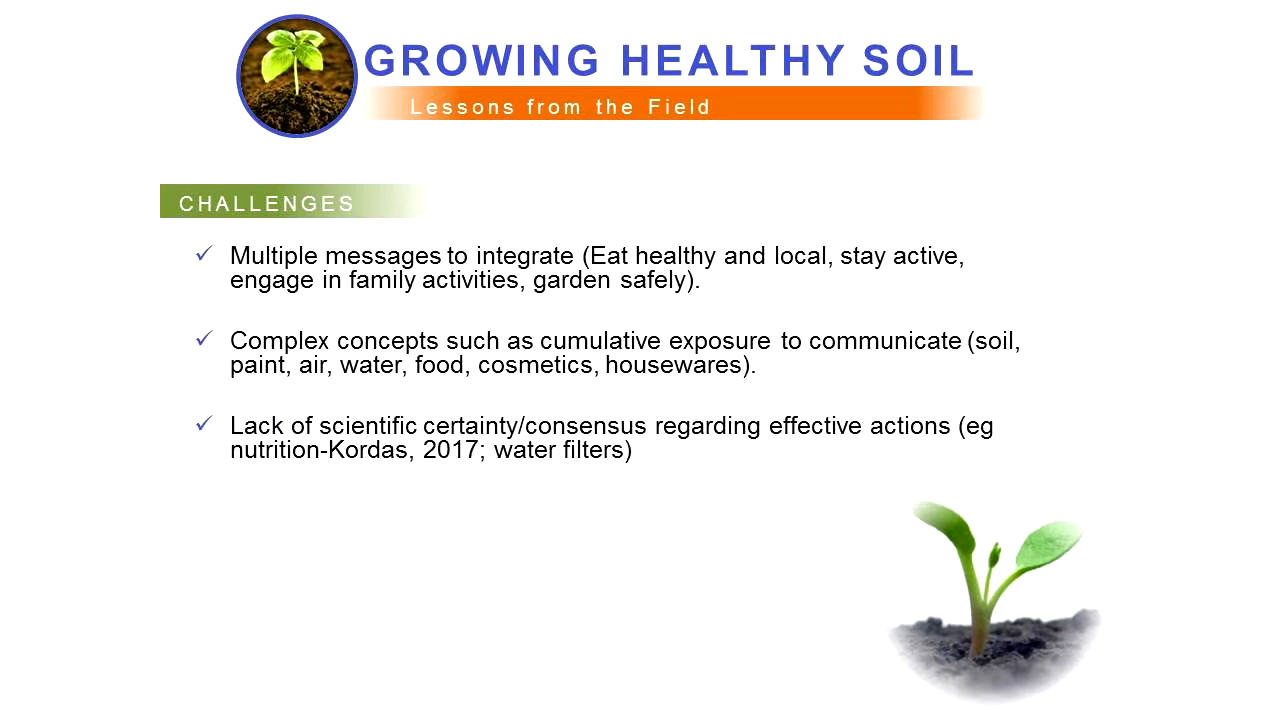 GROWING HEALTHY SOIL
Lessons from the Field
CHALLENGES
✓ Multiple messages to integrate (Eat healthy and local, stay active,
engage in family activities, garden safely).
✓ Complex concepts such as cumulative exposure to communicate (soil,
paint, air, water, food, cosmetics, housewares).
✓ Lack of scientific certainty/consensus regarding effective actions (eg
nutrition-Kordas, 2017; water filters)